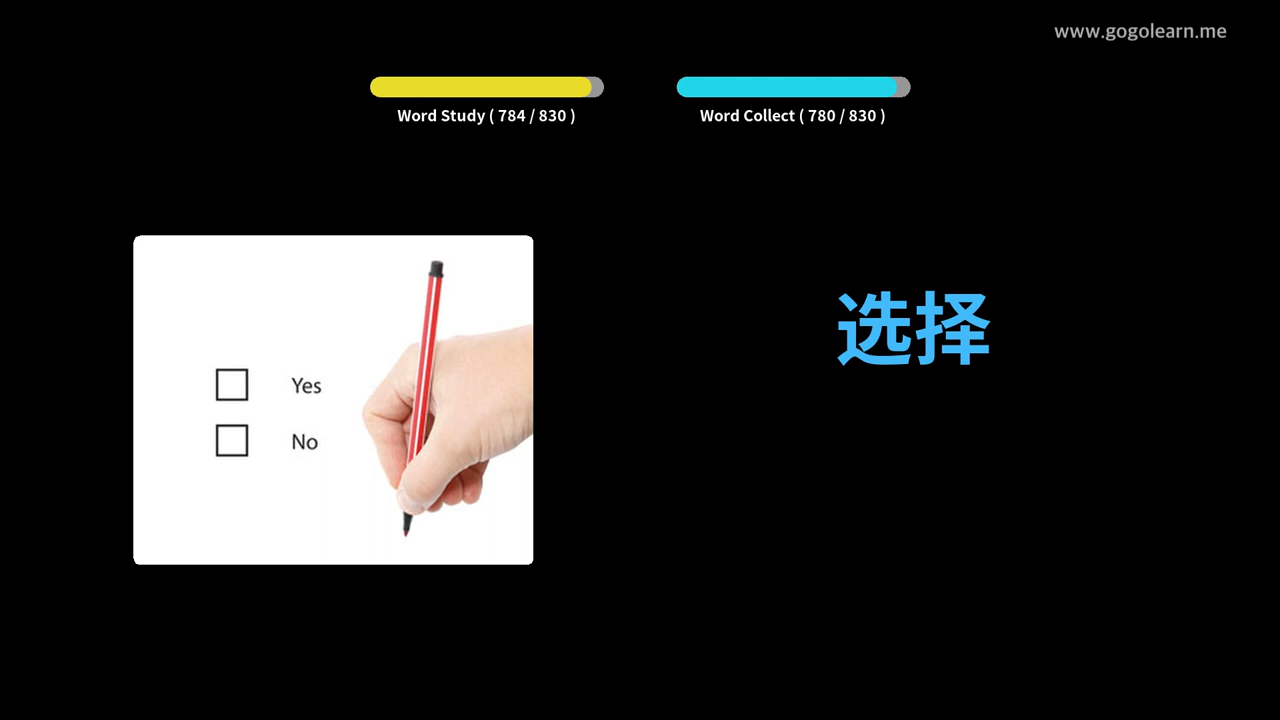 www.gogolearn.me
Word Study ( 784 / 830 )
Word Collect ( 780 / 830 )
选择
Yes
No